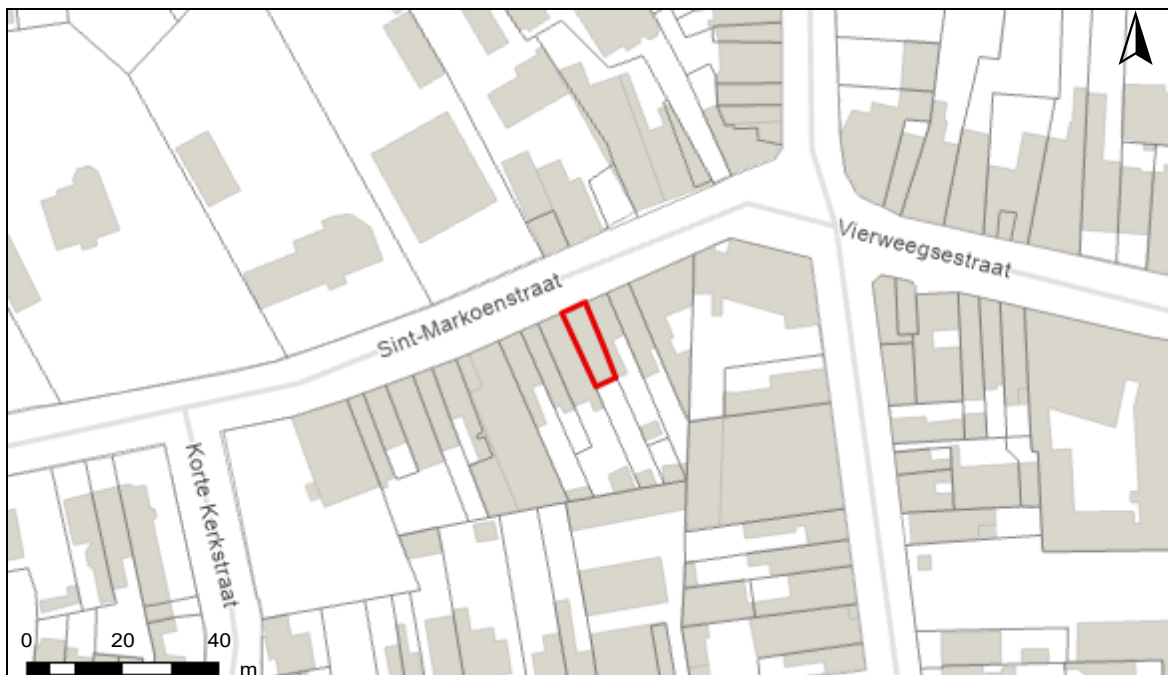 Vierweegsestraat
Sint-Markoenstraat
Korte Kerkstraat
0 20 40
m